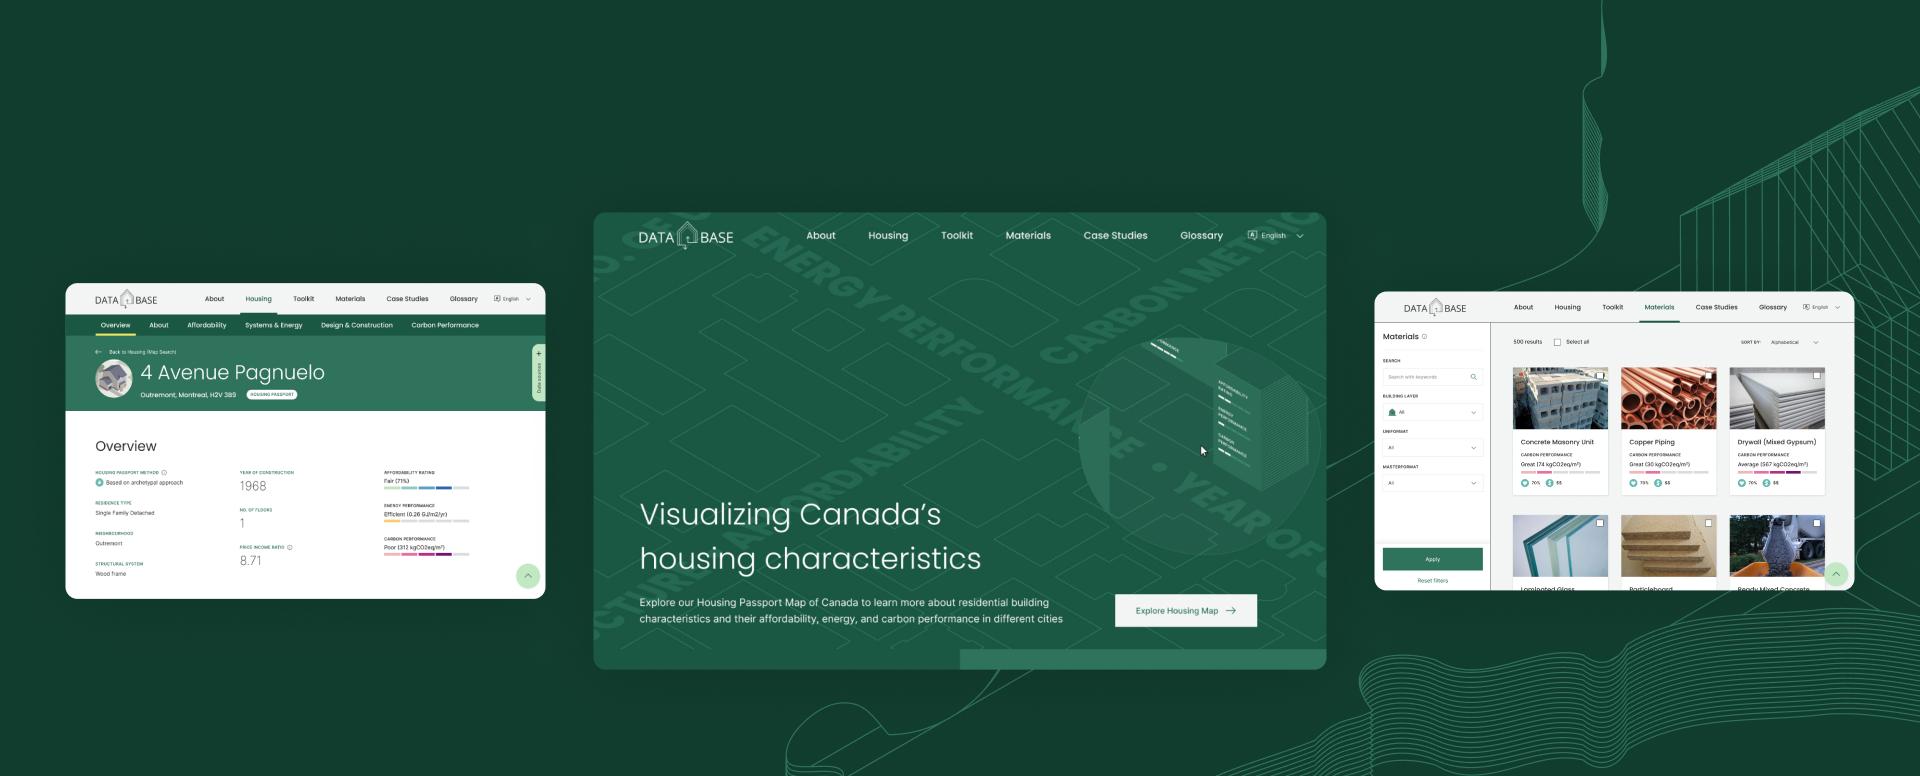 DATA BASE
About Housing Toolkit Materials Case Studies Glossary English
Overview About Affordability Systems & Energy Design & Construction Carbon Performance
Back to Housing (Map Search)
4 Avenue Pagnuelo
Outremont, Montreal, H2V 3B9 HOUSING PASSPORT
Data sources +
Overview
HOUSING PASSPORT METHOD
Based on archetypal approach
RESIDENCE TYPE
Single Family Detached
NEIGHBOURHOOD
Outremont
STRUCTURAL SYSTEM
Wood frame
YEAR OF CONSTRUCTION
1968
NO. OF FLOORS
1
PRICE INCOME RATIO
8.71
AFFORDABILITY RATING
Fair (71%)
ENERGY PERFORMANCE
Efficient (0.26 GJ/m2/yr)
CARBON PERFORMANCE
Poor (312 kgCO2eq/m²)
DATA BASE
About Housing Toolkit Materials Case Studies Glossary English
ENERGY PERFORMANCE
CARBON METRIC
YEAR OF
AFFORDABILITY
RATING
ENERGY
PERFORMANCE
CARBON
PERFORMANCE
Visualizing Canada's
housing characteristics
Explore our Housing Passport Map of Canada to learn more about residential building
characteristics and their affordability, energy, and carbon performance in different cities
Explore Housing Map
DATA BASE
About Housing Toolkit Materials Case Studies Glossary English
Materials
SEARCH
Search with keywords
BUILDING LAYER
All
UNIFORMAT
All
MASTERFORMAT
All
Apply
Reset filters
500 results Select all
SORT BY: Alphabetical
Concrete Masonry Unit
CARBON PERFORMANCE
Great (74 kgCO2eq/m²)
70% $$
Copper Piping
CARBON PERFORMANCE
Great (30 kgCO2eq/m²)
70% $$
Drywall (Mixed Gypsum)
CARBON PERFORMANCE
Average (567 kgCO2eq/m²)
70% $$
Laminated Glass
Particleboard
Ready Mixed Concrete